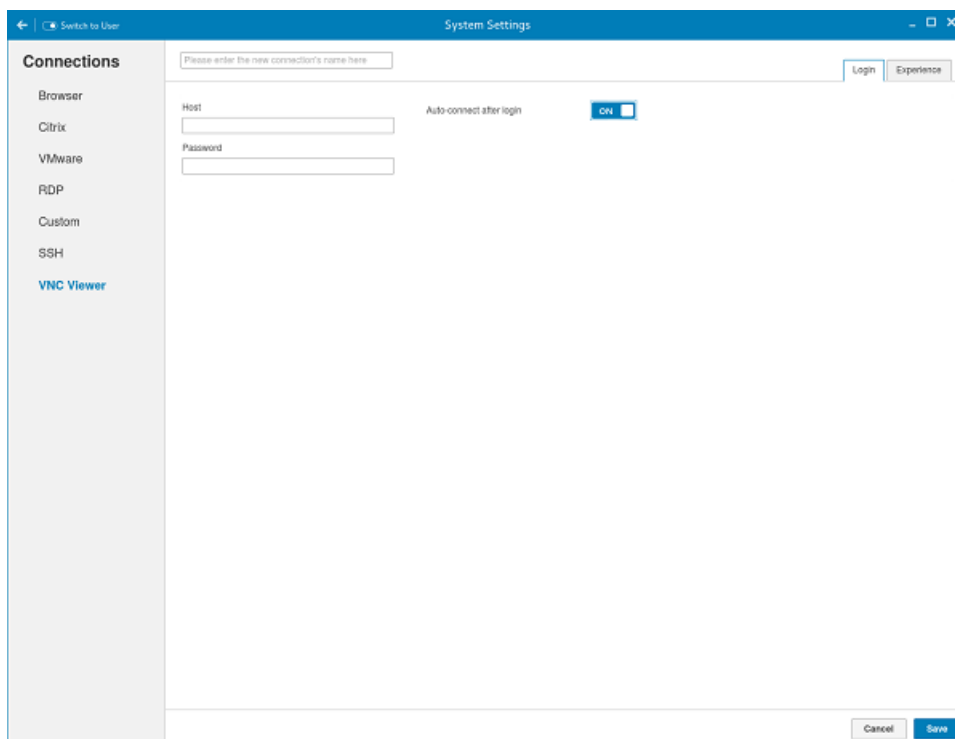 Switch to User
System Settings
Connections
Please enter the new connection's name here
Login
Experience
Browser
Citrix
VMware
RDP
Custom
SSH
VNC Viewer
Host
Auto-connect after login
ON
Password
Cancel
Save